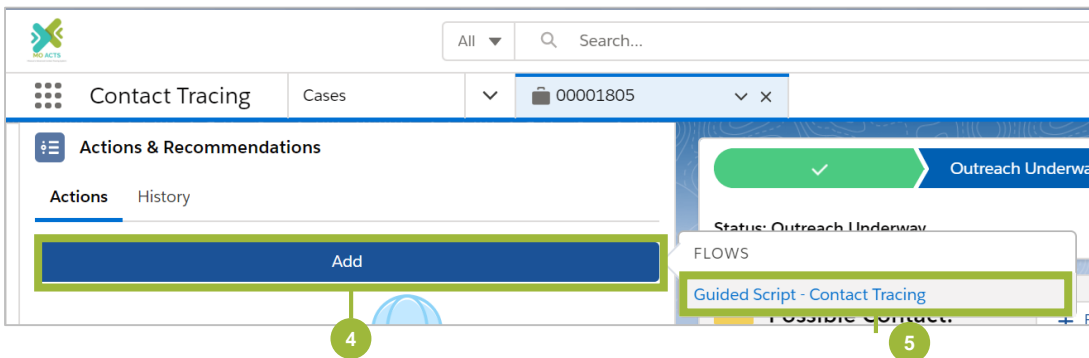 MO ACTS
All
Search...
Contact Tracing
Cases
00001805
Actions & Recommendations
Actions
History
Outreach Underwa
Status: Outreach Underway
Add
FLOWS
Guided Script - Contact Tracing
Possible Contact:
4
5